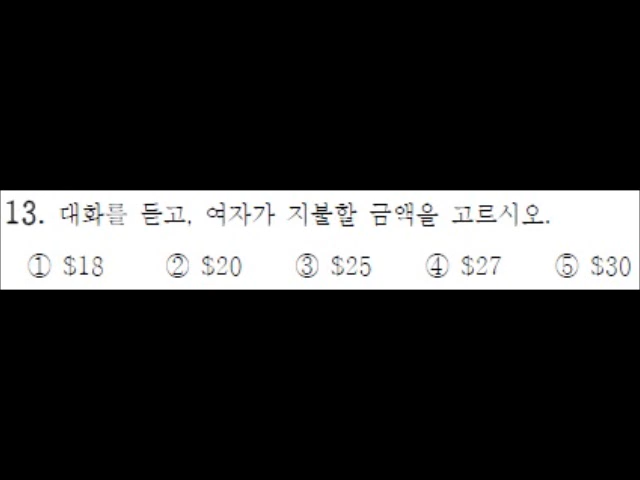 13. 대화를 듣고, 여자가 지불할 금액을 고르시오.
① $18 ② $20 ③ $25 ④ $27 ⑤ $30